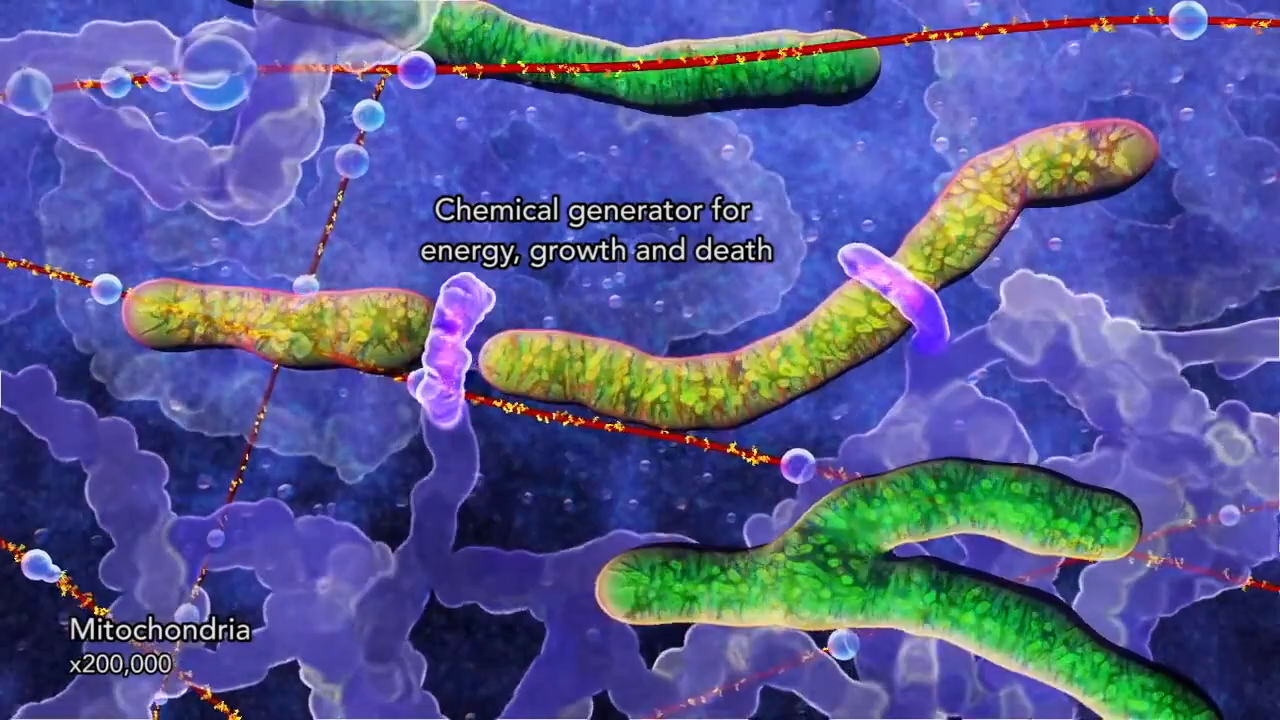 Chemical generator for
energy, growth and death
Mitochondria
x200,000